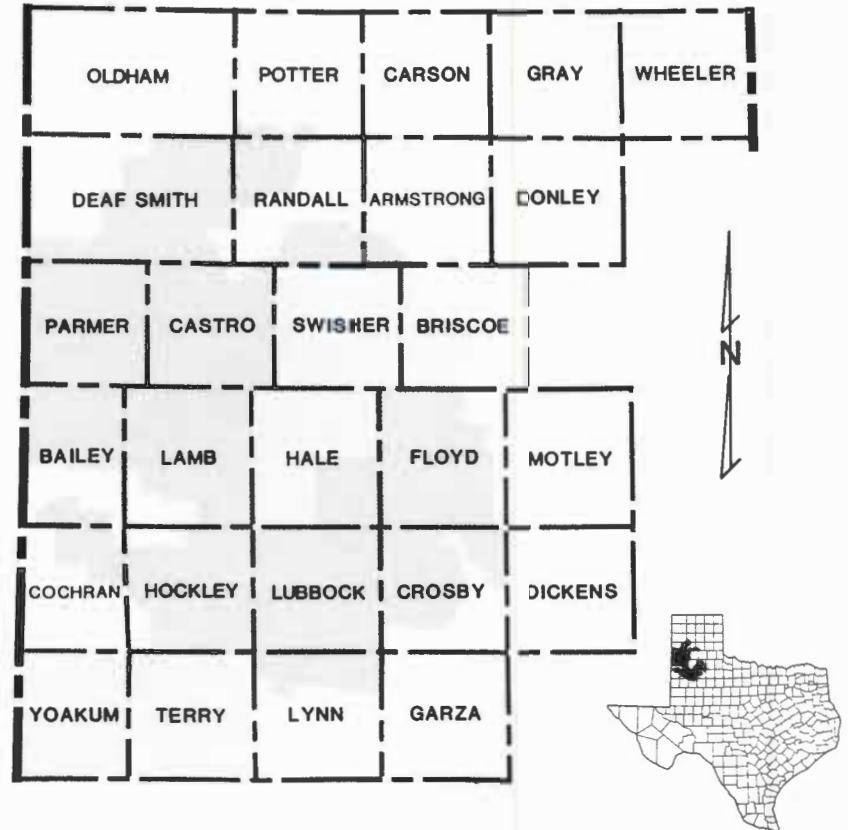 OLDHAM POTTER CARSON GRAY WHEELER
DEAF SMITH RANDALL ARMSTRONG DONLEY
PARMER CASTRO SWISHER BRISCOE
N
BAILEY LAMB HALE FLOYD MOTLEY
COCHRAN HOCKLEY LUBBOCK CROSBY DICKENS
YOAKUM TERRY LYNN GARZA